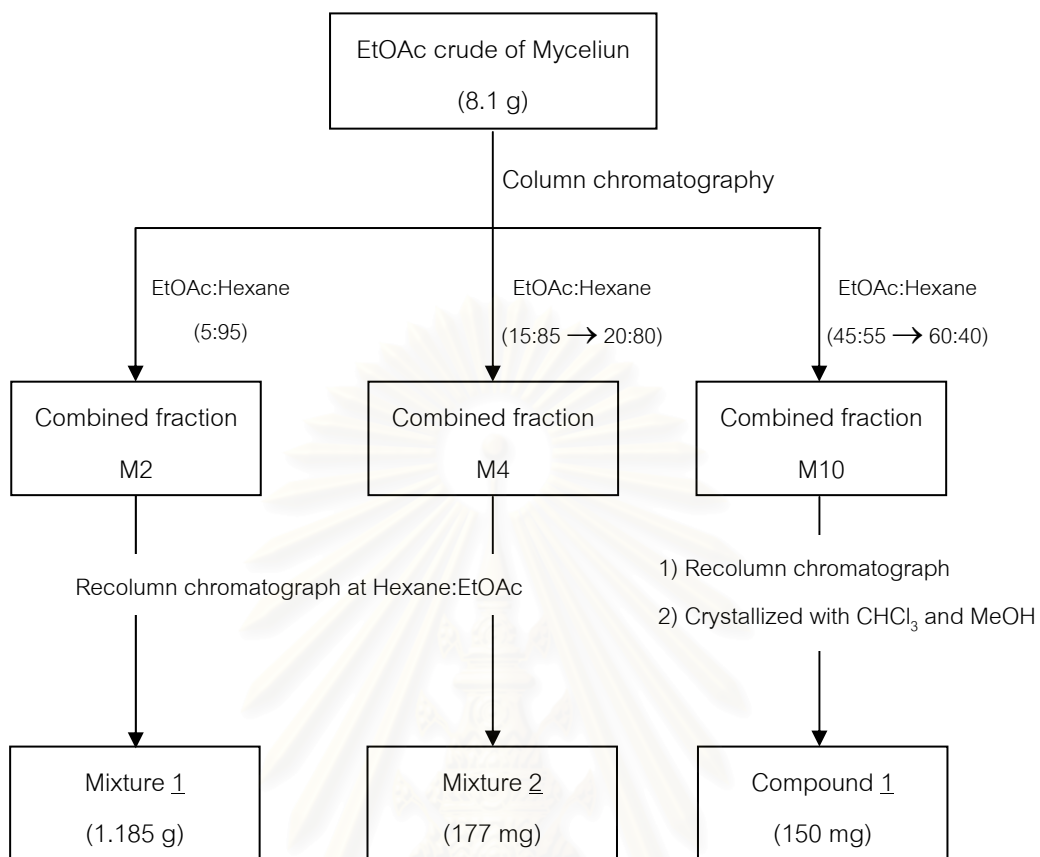 EtOAc crude of Myceliun
(8.1 g)
Column chromatography
EtOAc:Hexane
(5:95)
EtOAc:Hexane
(15:85 → 20:80)
EtOAc:Hexane
(45:55 → 60:40)
Combined fraction
M2
Combined fraction
M4
Combined fraction
M10
Recolumn chromatograph at Hexane:EtOAc
1) Recolumn chromatograph
2) Crystallized with CHCl₃ and MeOH
Mixture 1
(1.185 g)
Mixture 2
(177 mg)
Compound 1
(150 mg)